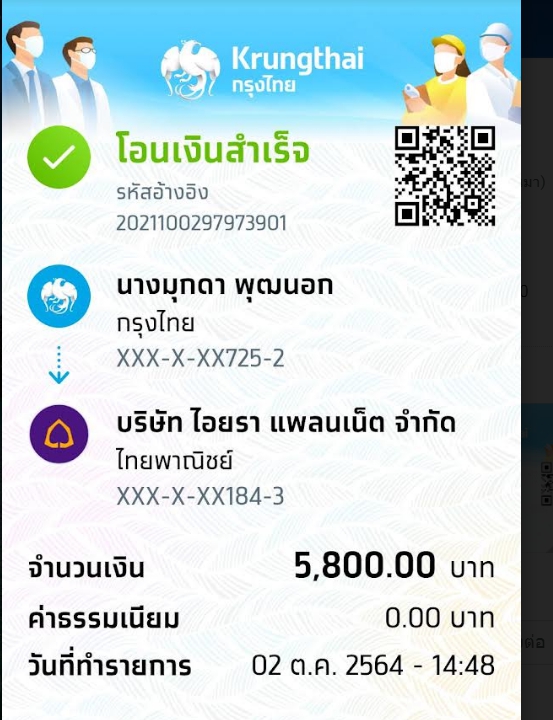 Krungthai
กรุงไทย
โอนเงินสำเร็จ
รหัสอ้างอิง
2021100297973901
นางมุกดา พุฒนอก
กรุงไทย
XXX-X-XX725-2
บริษัท ไอยรา แพลนเน็ต จำกัด
ไทยพาณิชย์
XXX-X-XX184-3
จำนวนเงิน 5,800.00 บาท
ค่าธรรมเนียม 0.00 บาท
วันที่ทำรายการ 02 ต.ค. 2564 - 14:48